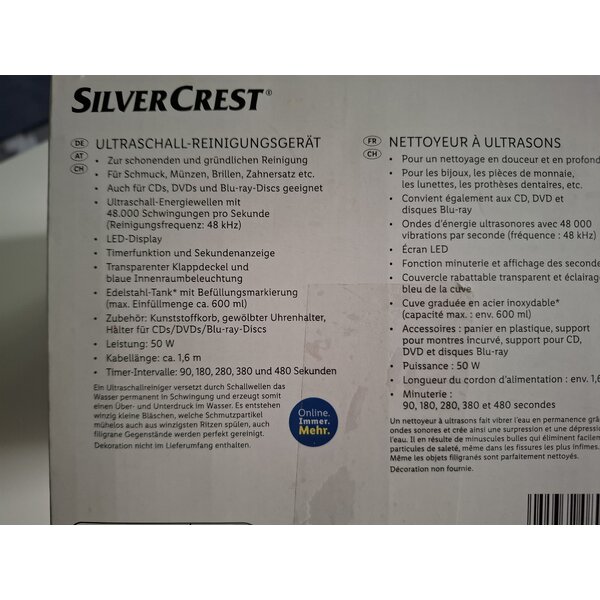 SILVERCREST®
DE
AT
CH
ULTRASCHALL-REINIGUNGSGERÄT
• Zur schonenden und gründlichen Reinigung
• Für Schmuck, Münzen, Brillen, Zahnersatz etc.
• Auch für CDs, DVDs und Blu-ray-Discs geeignet
• Ultraschall-Energiewellen mit
48.000 Schwingungen pro Sekunde
(Reinigungsfrequenz: 48 kHz)
• LED-Display
• Timerfunktion und Sekundenanzeige
• Transparenter Klappdeckel und
blaue Innenraumbeleuchtung
• Edelstahl-Tank* mit Befüllungsmarkierung
(max. Einfüllmenge ca. 600 ml)
• Zubehör: Kunststoffkorb, gewölbter Uhrenhalter,
Halter für CDs/DVDs/Blu-ray-Discs
• Leistung: 50 W
• Kabellänge: ca. 1,6 m
• Timer-Intervalle: 90, 180, 280, 380 und 480 Sekunden
Ein Ultraschallreiniger versetzt durch Schallwellen das
Wasser permanent in Schwingung und erzeugt somit
einen Über- und Unterdruck im Wasser. Es entstehen
winzig kleine Bläschen, welche Schmutzpartikel
mühelos auch aus winzigsten Ritzen spülen, auch
filigrane Gegenstände werden perfekt gereinigt.
Dekoration nicht im Lieferumfang enthalten.
Online.
Immer.
Mehr.
FR
CH
NETTOYEUR À ULTRASONS
• Pour un nettoyage en douceur et en profond
• Pour les bijoux, les pièces de monnaie,
les lunettes, les prothèses dentaires, etc.
• Convient également aux CD, DVD et
disques Blu-ray
• Ondes d'énergie ultrasonores avec 48 000
vibrations par seconde (fréquence : 48 kHz)
• Écran LED
• Fonction minuterie et affichage des seconde
• Couvercle rabattable transparent et éclairage
bleu de la cuve
• Cuve graduée en acier inoxydable*
(capacité max. : env. 600 ml)
• Accessoires : panier en plastique, support
pour montres incurvé, support pour CD,
DVD et disques Blu-ray
• Puissance : 50 W
• Longueur du cordon d'alimentation : env. 1,6
• Minuterie :
90, 180, 280, 380 et 480 secondes
Un nettoyeur à ultrasons fait vibrer l'eau en permanence grâc
ondes sonores et crée ainsi une surpression et une dépressio
l'eau. Il en résulte de minuscules bulles qui éliminent facilem
particules de saleté, même dans les fissures les plus infimes.
Même les objets filigranés sont parfaitement nettoyés.
Décoration non fournie.